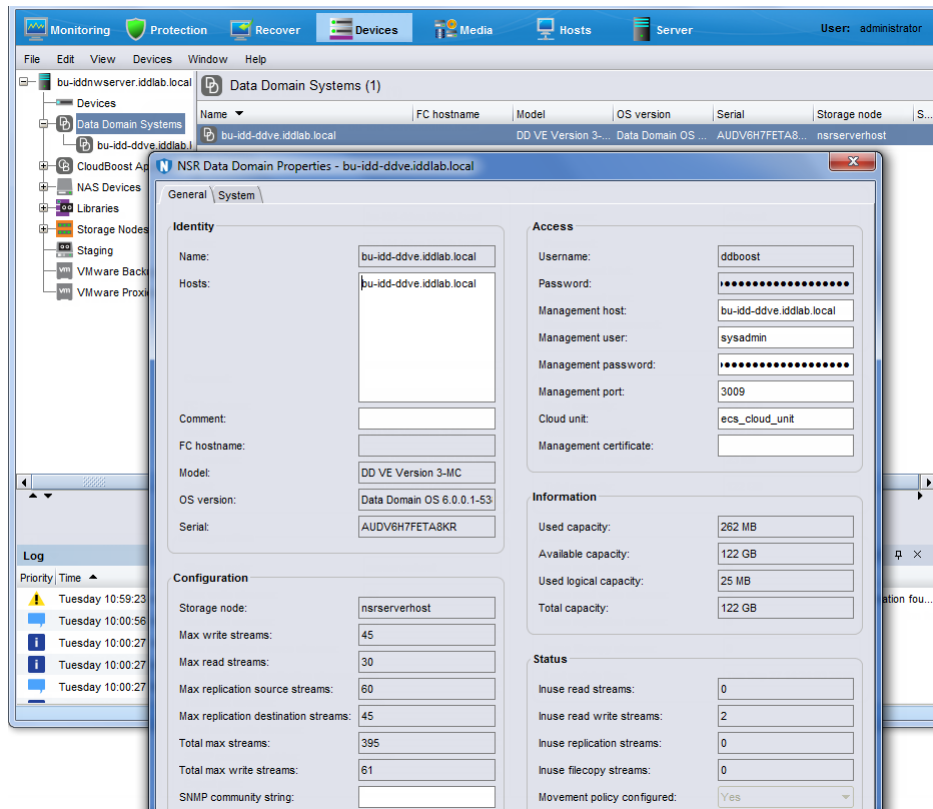 Monitoring Protection Recover Devices Media Hosts Server User: administrator
File Edit View Devices Window Help
bu-iddnwserver.iddlab.local
Devices
Data Domain Systems
bu-idd-ddve.iddlab.l
CloudBoost Ap
NAS Devices
Libraries
Storage Nodes
Staging
VMware Back
VMware Proxi
Data Domain Systems (1)
Name FC hostname Model OS version Serial Storage node S...
bu-idd-ddve.iddlab.local DD VE Version 3-... Data Domain OS ... AUDV6H7FETA8... nsrserverhost
NSR Data Domain Properties - bu-idd-ddve.iddlab.local
General System
Identity
Name: bu-idd-ddve.iddlab.local
Hosts: bu-idd-ddve.iddlab.local
Comment:
FC hostname:
Model: DD VE Version 3-MC
OS version: Data Domain OS 6.0.0.1-53
Serial: AUDV6H7FETA8KR
Configuration
Storage node: nsrserverhost
Max write streams: 45
Max read streams: 30
Max replication source streams: 60
Max replication destination streams: 45
Total max streams: 395
Total max write streams: 61
SNMP community string:
Access
Username: ddboost
Password:
Management host: bu-idd-ddve.iddlab.local
Management user: sysadmin
Management password:
Management port: 3009
Cloud unit: ecs_cloud_unit
Management certificate:
Information
Used capacity: 262 MB
Available capacity: 122 GB
Used logical capacity: 25 MB
Total capacity: 122 GB
Status
Inuse read streams: 0
Inuse read write streams: 2
Inuse replication streams: 0
Inuse filecopy streams: 0
Movement policy configured: Yes
Log
Priority Time
Tuesday 10:59:23 ation fou...
Tuesday 10:00:56
Tuesday 10:00:27
Tuesday 10:00:27
Tuesday 10:00:27